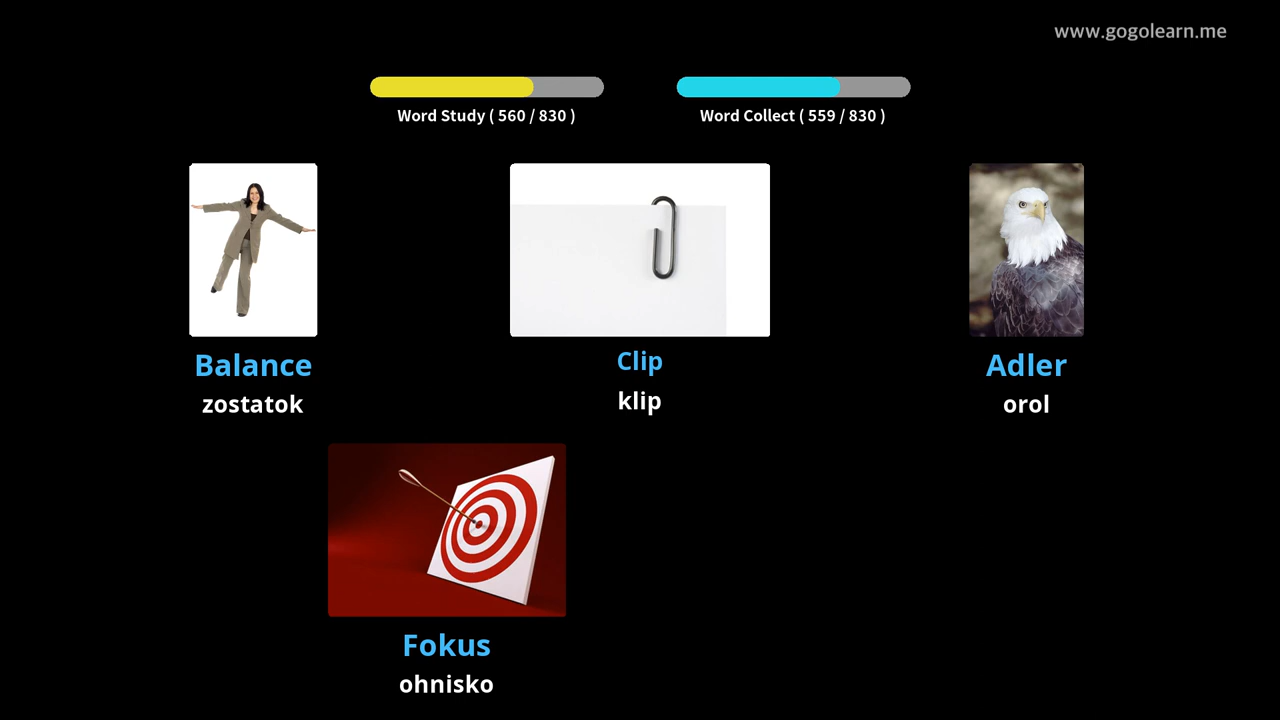 www.gogolearn.me
Word Study ( 560 / 830 )
Word Collect ( 559 / 830 )
Balance
zostatok
Clip
klip
Adler
orol
Fokus
ohnisko